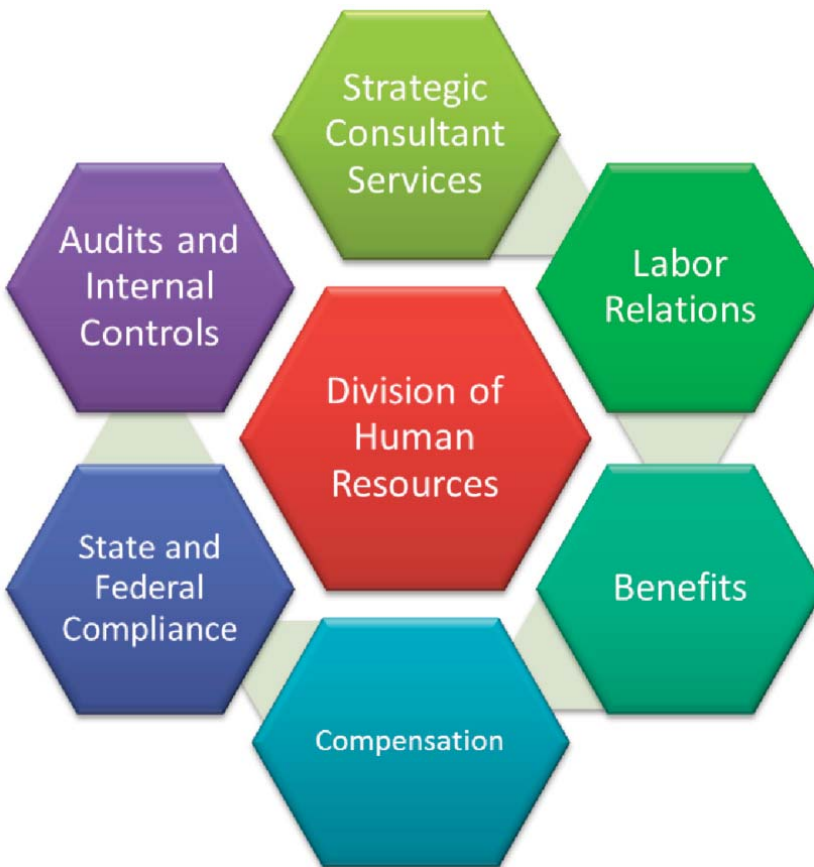 Strategic
Consultant
Services
Labor
Relations
Benefits
Compensation
State and
Federal
Compliance
Audits and
Internal
Controls
Division of
Human
Resources